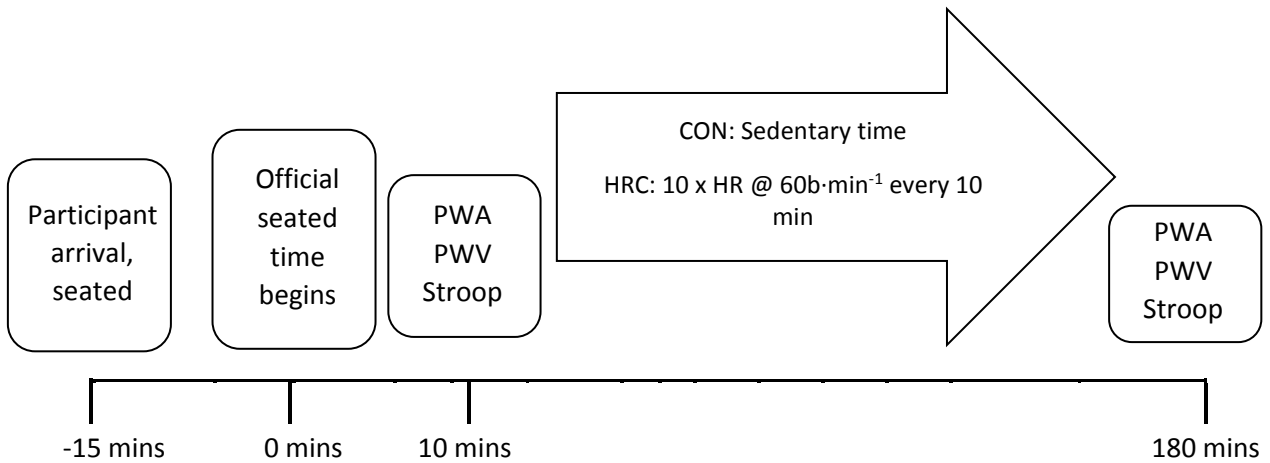 Participant
arrival,
seated
Official
seated
time
begins
PWA
PWV
Stroop
CON: Sedentary time
HRC: 10 x HR @ 60b·min⁻¹ every 10
min
PWA
PWV
Stroop
-15 mins
0 mins
10 mins
180 mins